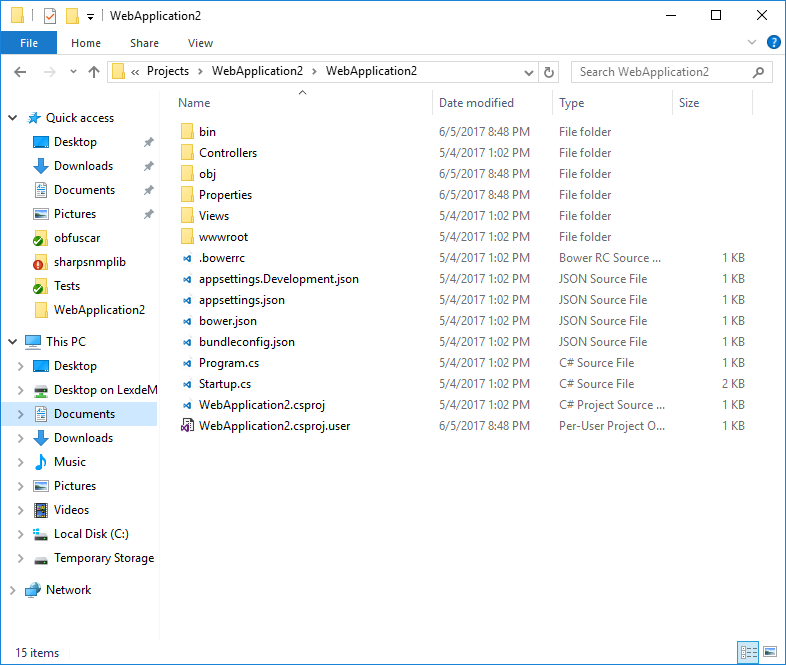 WebApplication2
File Home Share View
« Projects > WebApplication2 > WebApplication2
Search WebApplication2
Name Date modified Type Size
Quick access
Desktop
Downloads
Documents
Pictures
obfuscar
sharpsnmplib
Tests
WebApplication2
This PC
Desktop
Desktop on LexdeM
Documents
Downloads
Music
Pictures
Videos
Local Disk (C:)
Temporary Storage
Network
bin 6/5/2017 8:48 PM File folder
Controllers 5/4/2017 1:02 PM File folder
obj 6/5/2017 8:48 PM File folder
Properties 6/5/2017 8:48 PM File folder
Views 5/4/2017 1:02 PM File folder
wwwroot 5/4/2017 1:02 PM File folder
.bowerrc 5/4/2017 1:02 PM Bower RC Source ... 1 KB
appsettings.Development.json 5/4/2017 1:02 PM JSON Source File 1 KB
appsettings.json 5/4/2017 1:02 PM JSON Source File 1 KB
bower.json 5/4/2017 1:02 PM JSON Source File 1 KB
bundleconfig.json 5/4/2017 1:02 PM JSON Source File 1 KB
Program.cs 5/4/2017 1:02 PM C# Source File 1 KB
Startup.cs 5/4/2017 1:02 PM C# Source File 2 KB
WebApplication2.csproj 5/4/2017 1:02 PM C# Project Source ... 1 KB
WebApplication2.csproj.user 6/5/2017 8:48 PM Per-User Project O... 1 KB
15 items